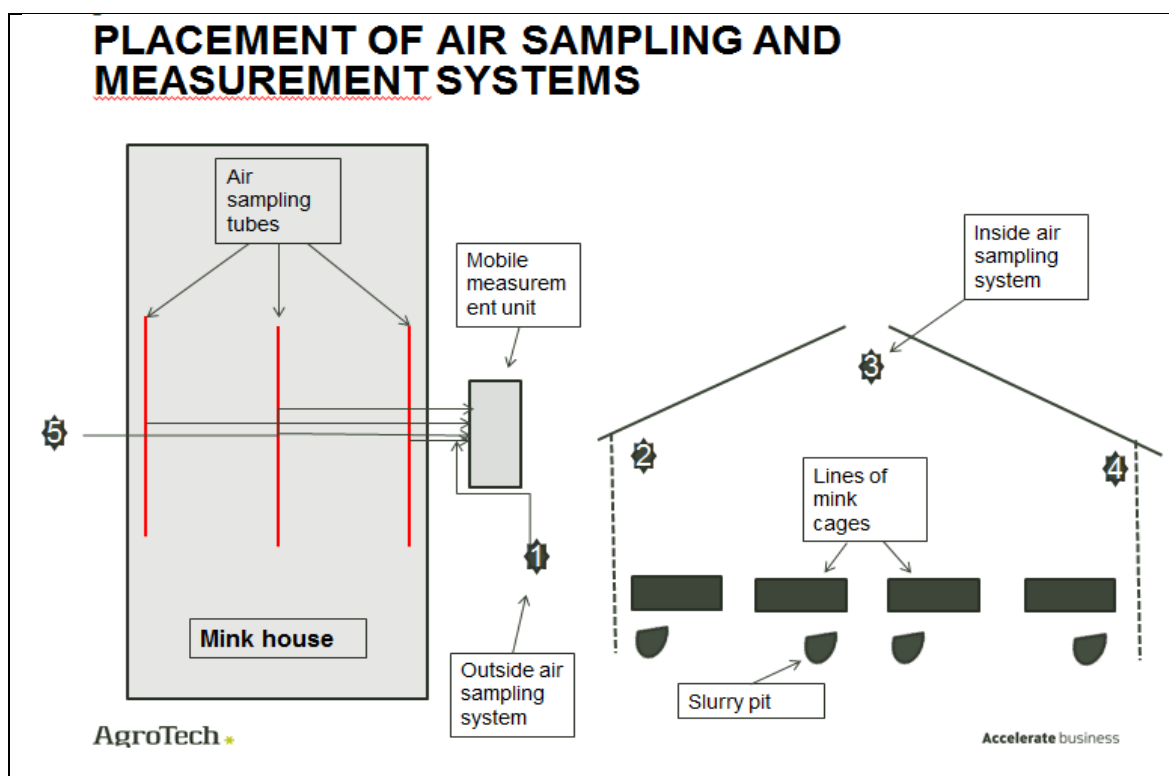 PLACEMENT OF AIR SAMPLING AND
MEASUREMENT SYSTEMS
Air
sampling
tubes
Mobile
measurem
ent unit
Inside air
sampling
system
3
5
2
4
Lines of
mink
cages
1
Mink house
Outside air
sampling
system
Slurry pit
AgroTech
Accelerate business